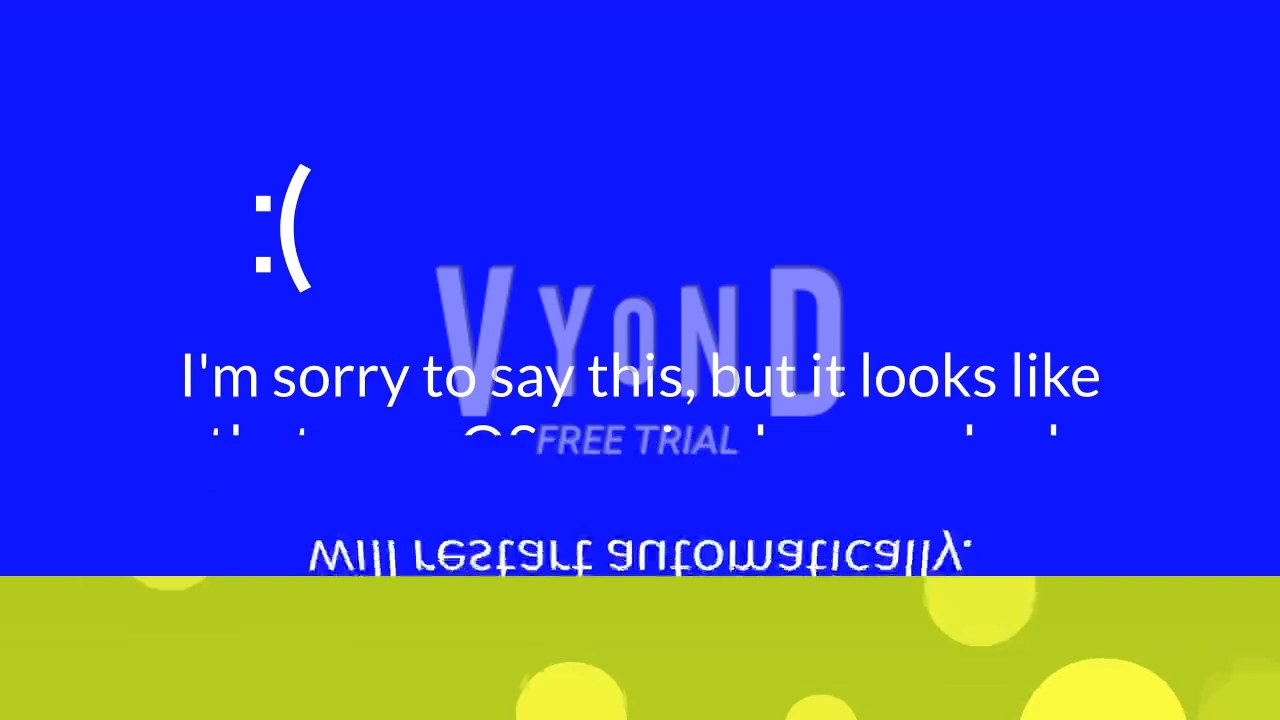 :(
VYOND
I'm sorry to say this, but it looks like
FREE TRIAL
will restart automatically.